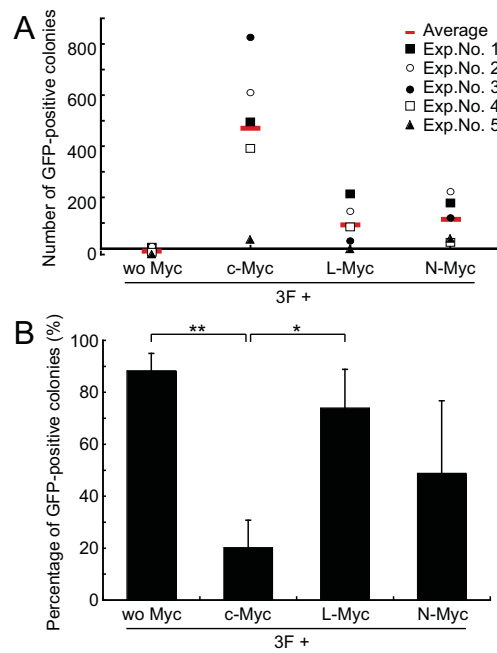 A
Number of GFP-positive colonies
800
600
400
200
0
Average
Exp.No. 1
Exp.No. 2
Exp.No. 3
Exp.No. 4
Exp.No. 5
wo Myc c-Myc L-Myc N-Myc
3F +
B
Percentage of GFP-positive colonies (%)
100
80
60
40
20
0
** *
wo Myc c-Myc L-Myc N-Myc
3F +